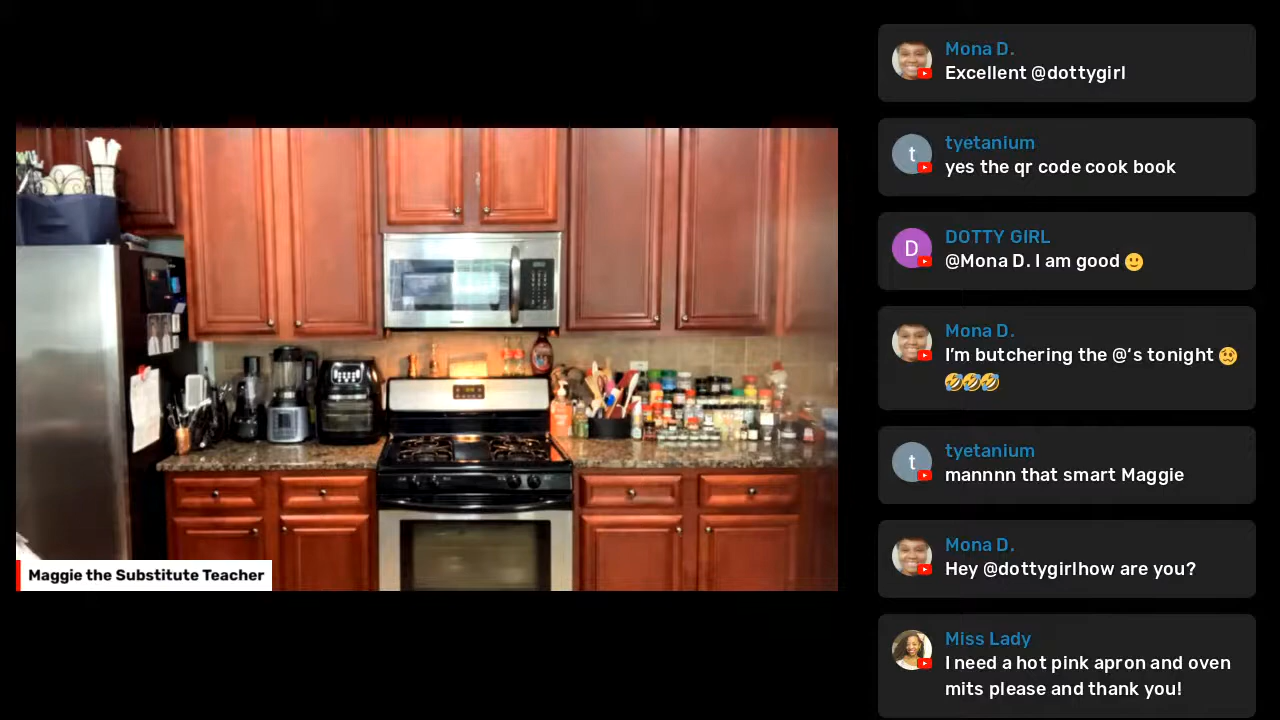 Mona D.
Excellent @dottygirl
tyetanium
yes the qr code cook book
D
DOTTY GIRL
@Mona D. I am good 🙂
Mona D.
I'm butchering the @'s tonight 🥴
🤣🤣🤣
tyetanium
mannnn that smart Maggie
Mona D.
Hey @dottygirlhow are you?
Miss Lady
I need a hot pink apron and oven
mits please and thank you!
Maggie the Substitute Teacher